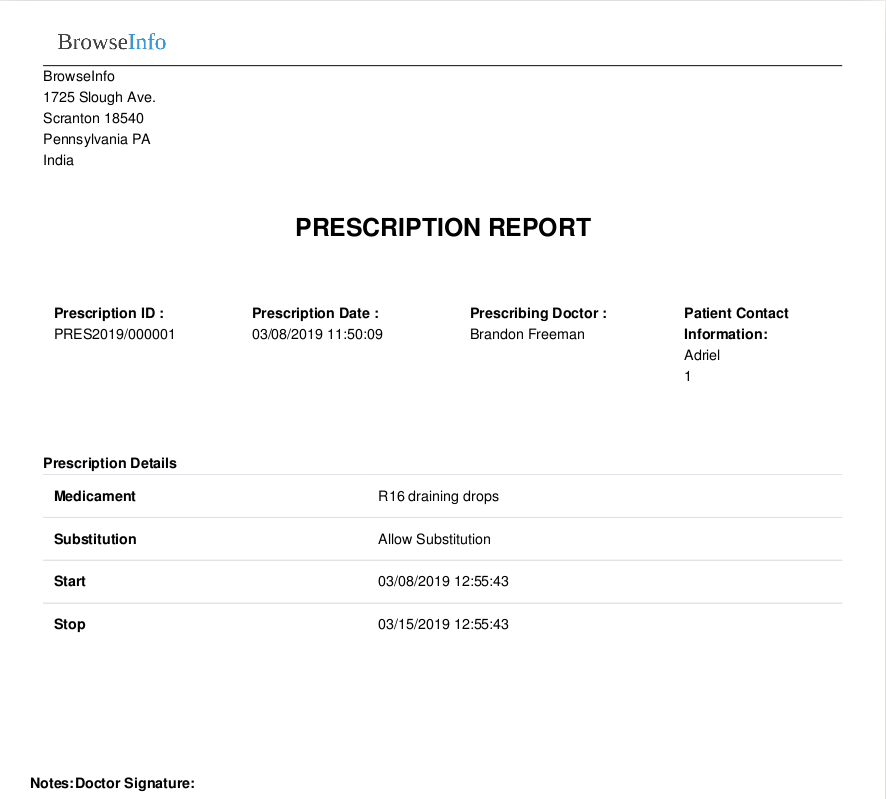 BrowseInfo
BrowseInfo
1725 Slough Ave.
Scranton 18540
Pennsylvania PA
India
PRESCRIPTION REPORT
Prescription ID :
PRES2019/000001
Prescription Date :
03/08/2019 11:50:09
Prescribing Doctor :
Brandon Freeman
Patient Contact
Information:
Adriel
1
Prescription Details
Medicament R16 draining drops
Substitution Allow Substitution
Start 03/08/2019 12:55:43
Stop 03/15/2019 12:55:43
Notes:Doctor Signature: